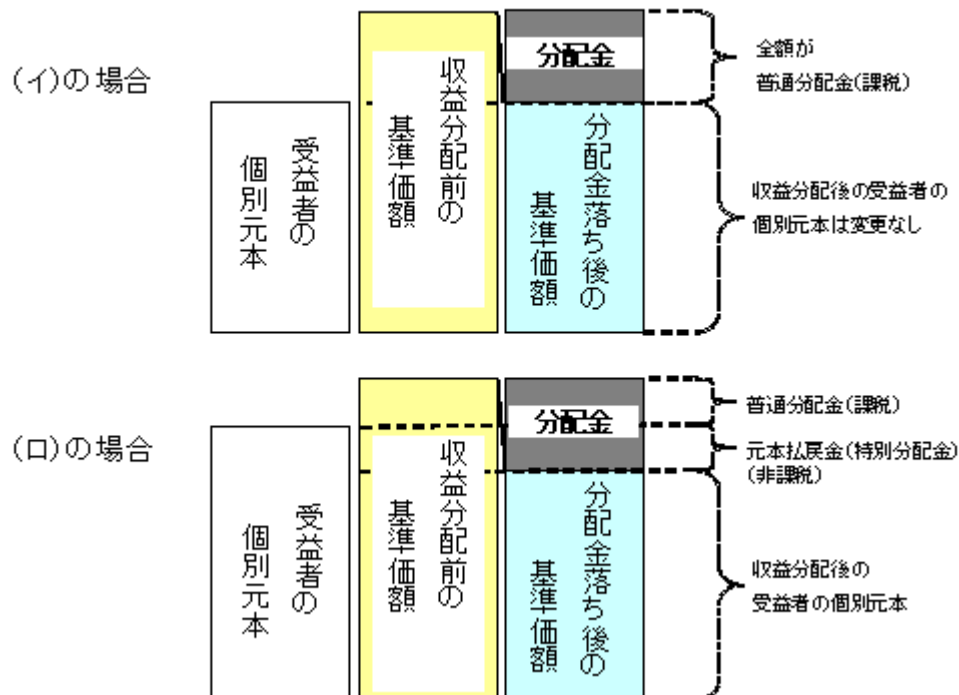 (イ)の場合
受益者の
個別元本
収益分配前の
基準価額
分配金
分配金落ち後の
基準価額
全額が
普通分配金(課税)
収益分配後の受益者の
個別元本は変更なし
(ロ)の場合
受益者の
個別元本
収益分配前の
基準価額
分配金
分配金落ち後の
基準価額
普通分配金(課税)
元本払戻金(特別分配金)
(非課税)
収益分配後の
受益者の個別元本